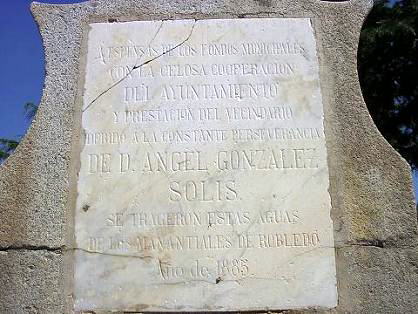 A ESPENSAS DE LOS FONDOS MUNICIPALES
CON LA CELOSA COOPERACION
DEL AYUNTAMIENTO
Y PRESTACION DEL VECINDARIO
DEBIDO Á LA CONSTANTE PERSEVERANCIA
DE D. ANGEL GONZALEZ
SOLIS.
SE TRAGERON ESTAS AGUAS
DE LOS MANANTIALES DE ROBLEDO
Año de 1885.